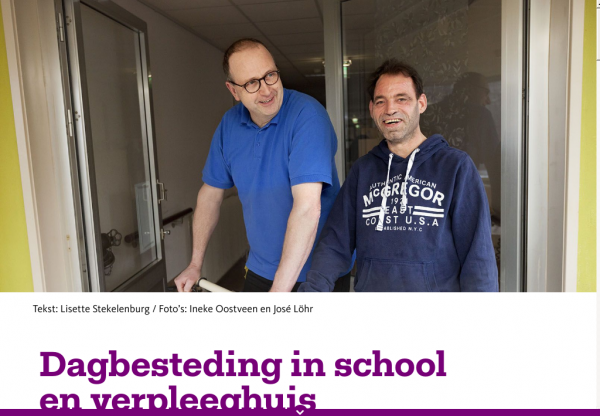 AUTHENTIC AMERICAN
McGREGOR
EAST
COAST U.S.A
ESTABLISHED N.Y.C
Tekst: Lisette Stekelenburg / Foto's: Ineke Oostveen en José Löhr
Dagbesteding in school
en verpleeghuis